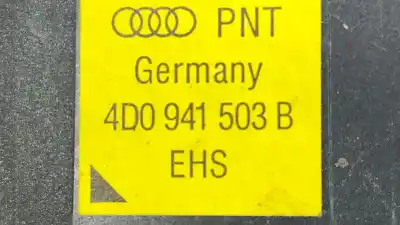 PNT
Germany
4D0 941 503 B
EHS